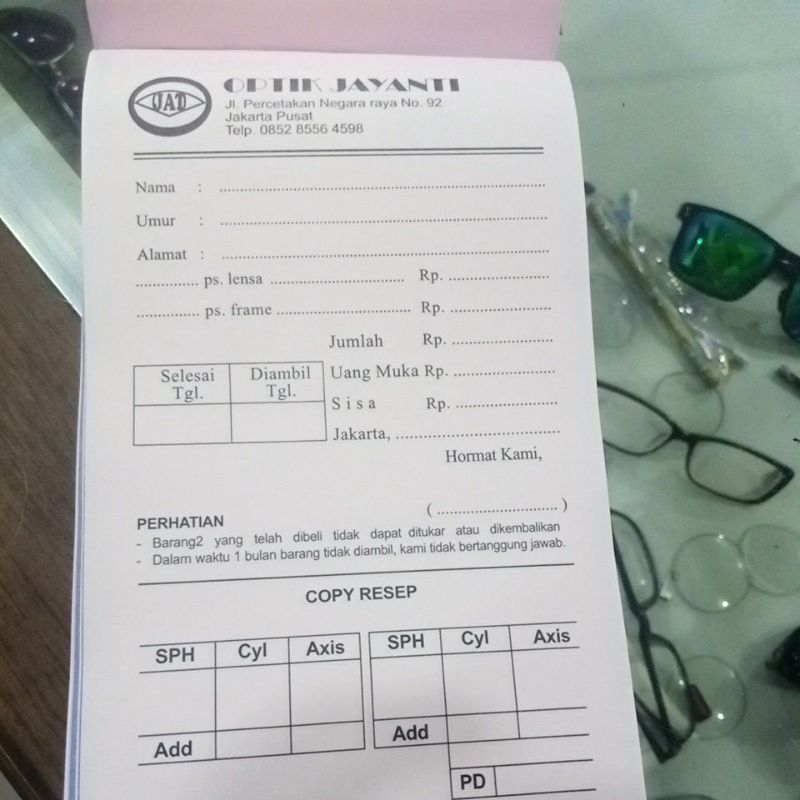 JAD
OPTIK JAYANTI
Jl. Percetakan Negara raya No. 92
Jakarta Pusat
Telp. 0852 8556 4598
Nama : ..........................................................................
Umur : ..........................................................................
Alamat : ..........................................................................
.............. ps. lensa .............................. Rp. .......................
.............. ps. frame .............................. Rp. .......................
Jumlah Rp. .......................
Selesai Tgl. Diambil Tgl.
Uang Muka Rp. .......................
S i s a Rp. .......................
Jakarta, .....................................
Hormat Kami,
( ............................ )
PERHATIAN
- Barang2 yang telah dibeli tidak dapat ditukar atau dikembalikan
- Dalam waktu 1 bulan barang tidak diambil, kami tidak bertanggung jawab.
COPY RESEP
SPH Cyl Axis SPH Cyl Axis
Add Add
PD